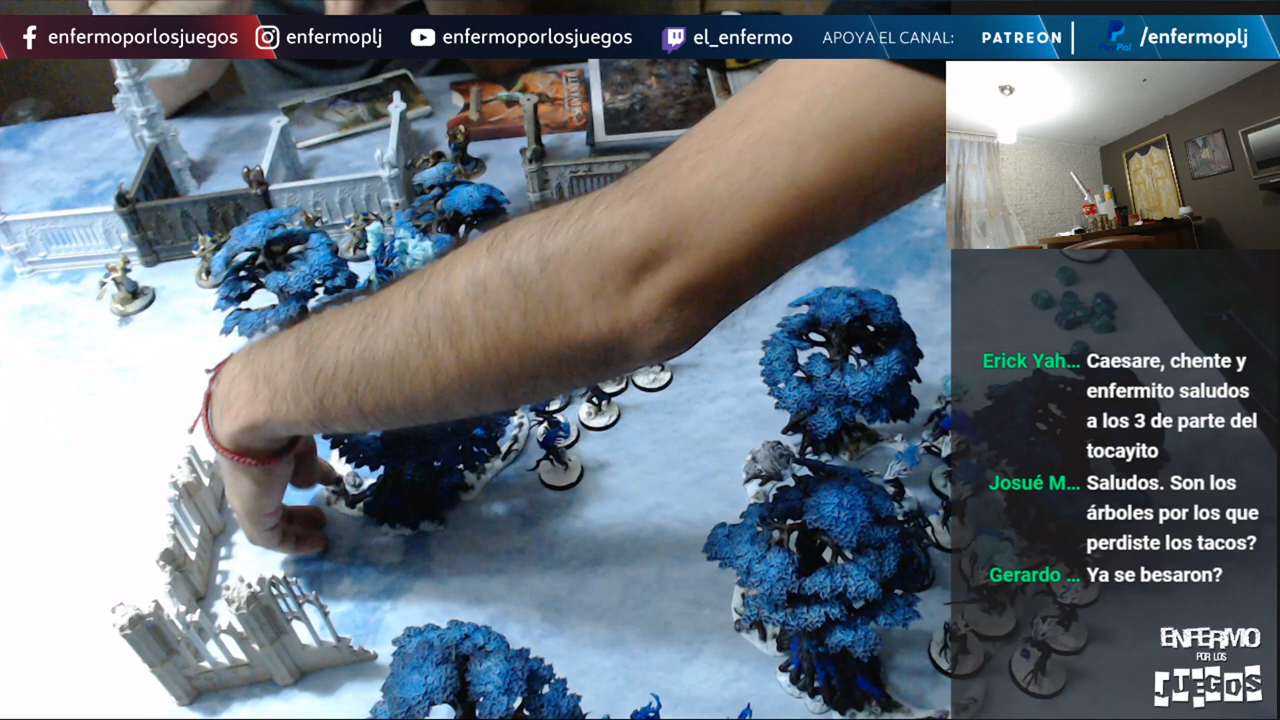 enfermoporlosjuegos enfermoplj enfermoporlosjuegos el_enfermo APOYA EL CANAL: PATREON PayPal /enfermoplj
Erick Yah... Caesare, chente y
enfermito saludos
a los 3 de parte del
tocayito
Josué M... Saludos. Son los
árboles por los que
perdiste los tacos?
Gerardo ... Ya se besaron?
ENFERMO
POR LOS
JUEGOS